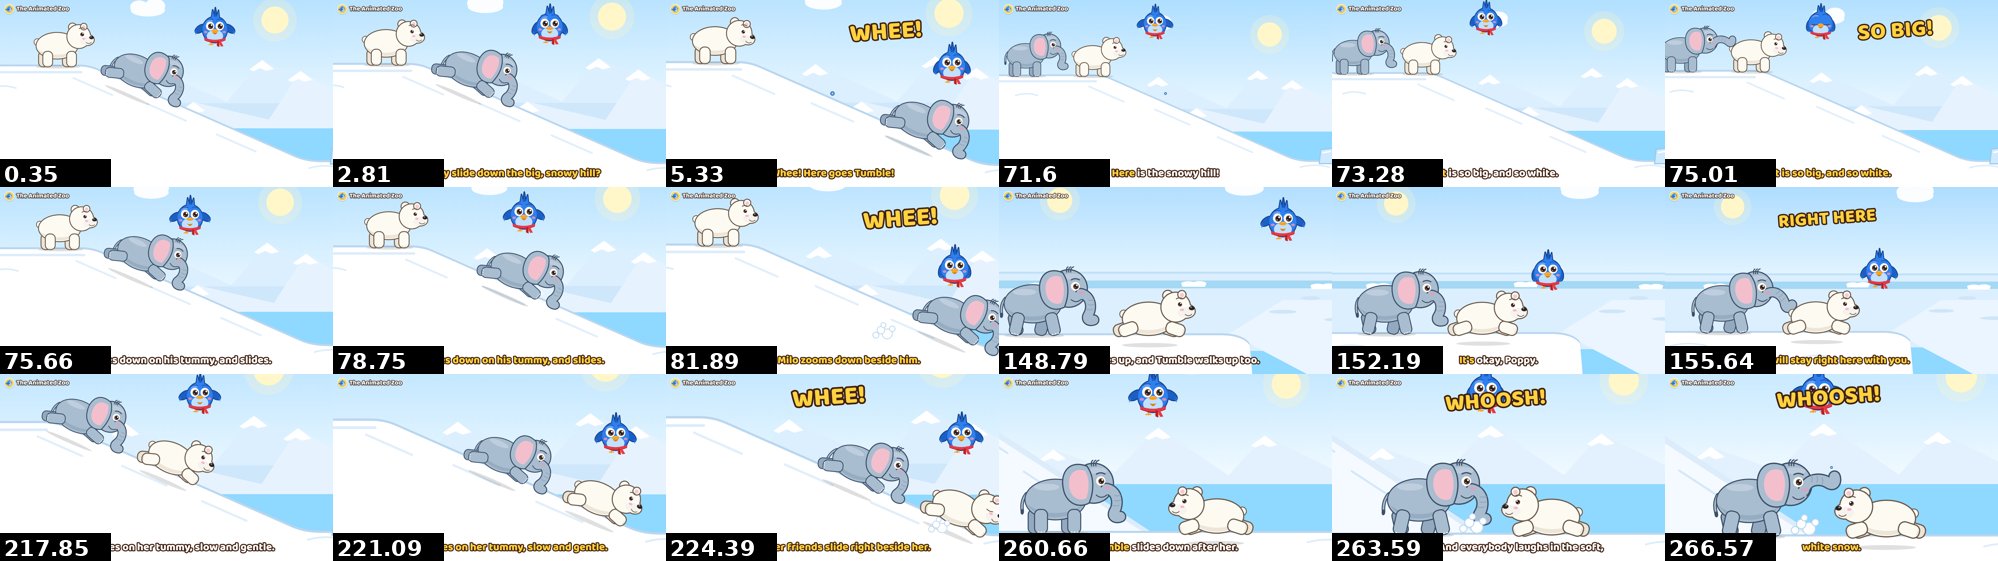 The Animated Zoo
0.35
The Animated Zoo
slide down the big, snowy hill?
2.81
The Animated Zoo
WHEE!
Whee! Here goes Tumble!
5.33
The Animated Zoo
Here is the snowy hill!
71.6
The Animated Zoo
is so big, and so white.
73.28
The Animated Zoo
SO BIG!
is so big, and so white.
75.01
The Animated Zoo
down on his tummy, and slides.
75.66
The Animated Zoo
down on his tummy, and slides.
78.75
The Animated Zoo
WHEE!
Milo zooms down beside him.
81.89
The Animated Zoo
up, and Tumble walks up too.
148.79
The Animated Zoo
It's okay, Poppy.
152.19
The Animated Zoo
RIGHT HERE
will stay right here with you.
155.64
The Animated Zoo
on her tummy, slow and gentle.
217.85
The Animated Zoo
on her tummy, slow and gentle.
221.09
The Animated Zoo
WHEE!
friends slide right beside her.
224.39
The Animated Zoo
slides down after her.
260.66
The Animated Zoo
WHOOSH!
And everybody laughs in the soft,
263.59
The Animated Zoo
WHOOSH!
white snow.
266.57